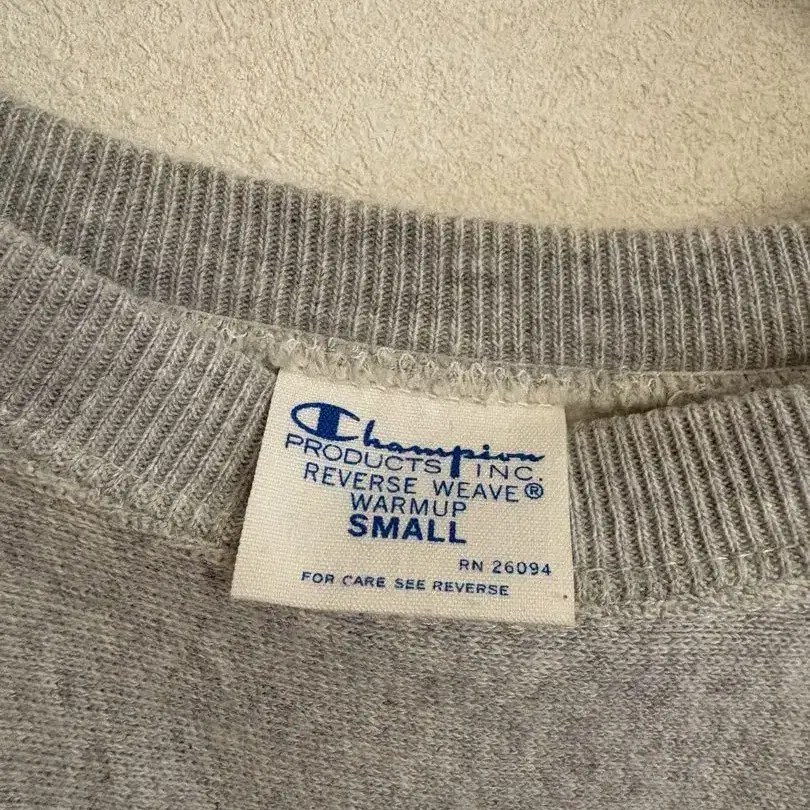 Champion
PRODUCTS INC.
REVERSE WEAVE®
WARMUP
SMALL
RN 26094
FOR CARE SEE REVERSE